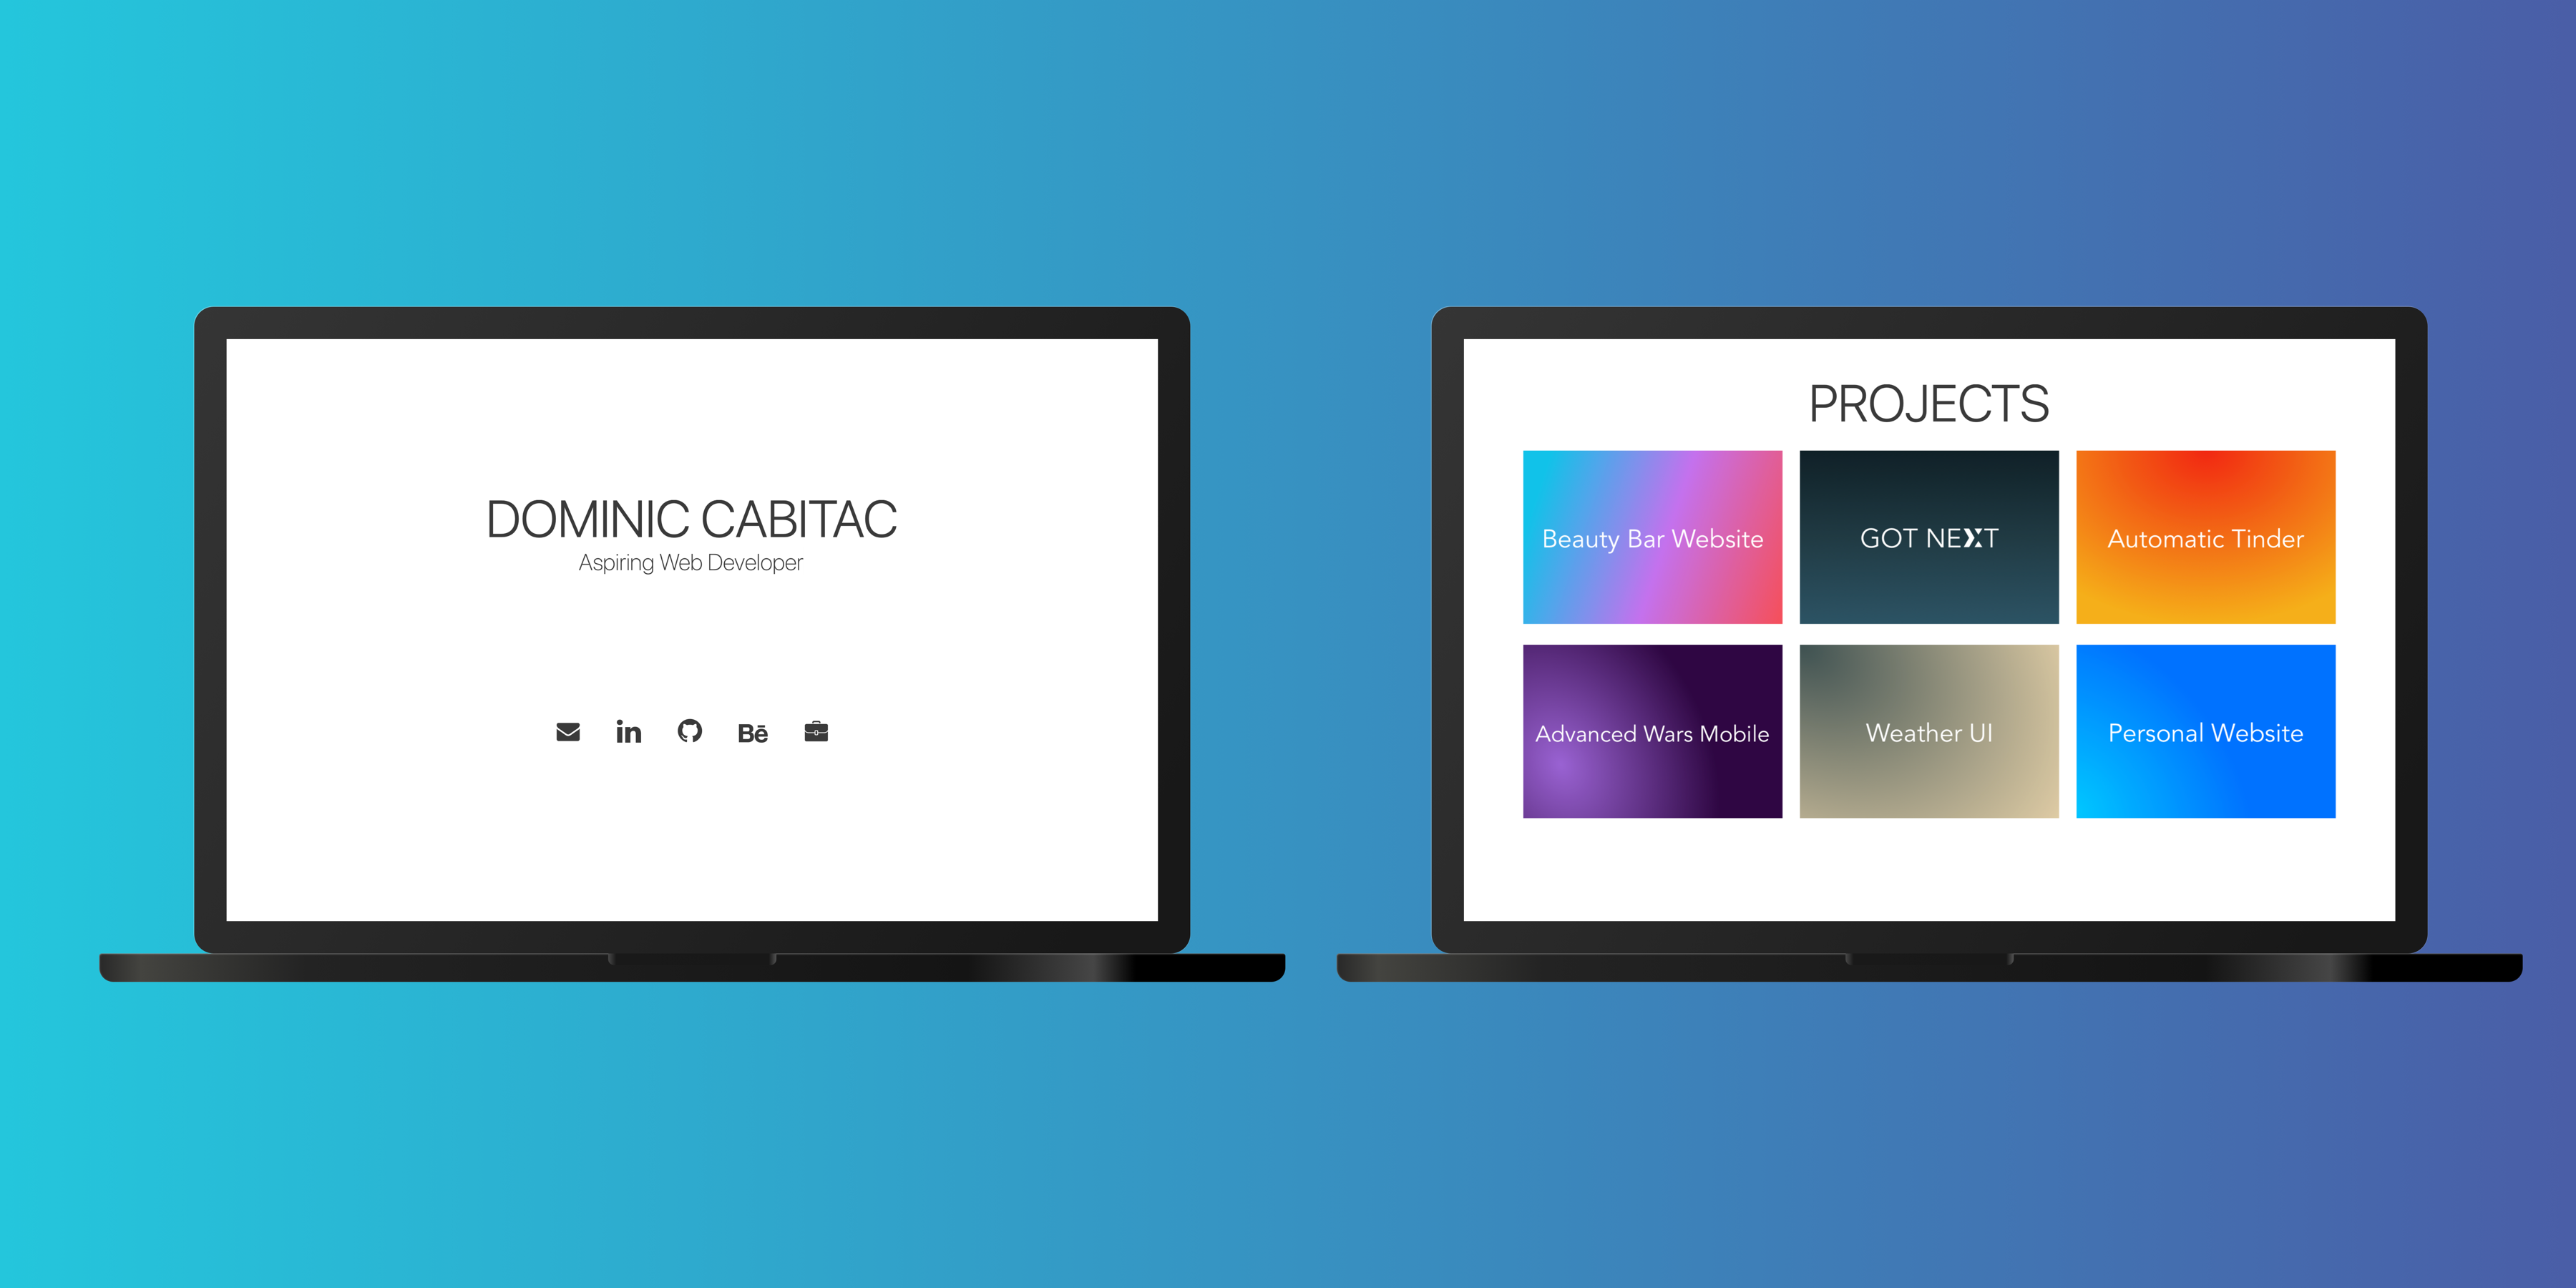 DOMINIC CABITAC
Aspiring Web Developer
in
Bē
PROJECTS
Beauty Bar Website
GOT NEXT
Automatic Tinder
Advanced Wars Mobile
Weather UI
Personal Website